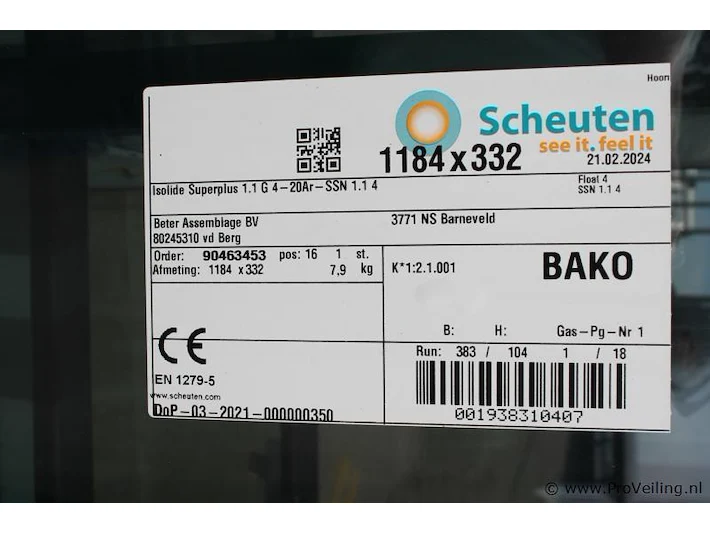 Hoon
Scheuten
see it. feel it
1184 x 332
21.02.2024
Isolide Superplus 1.1 G 4-20Ar-SSN 1.1 4
Float 4
SSN 1.1 4
Beter Assemblage BV
80245310 vd Berg
3771 NS Barneveld
Order: 90463453 pos: 16 1 st.
Afmeting: 1184 x 332 7,9 kg
K*1:2.1.001
BAKO
B: H: Gas-Pg-Nr 1
Run: 383 / 104 1 / 18
CE
EN 1279-5
www.scheuten.com
DoP-03-2021-000000350
001938310407
© www.ProVeiling.nl